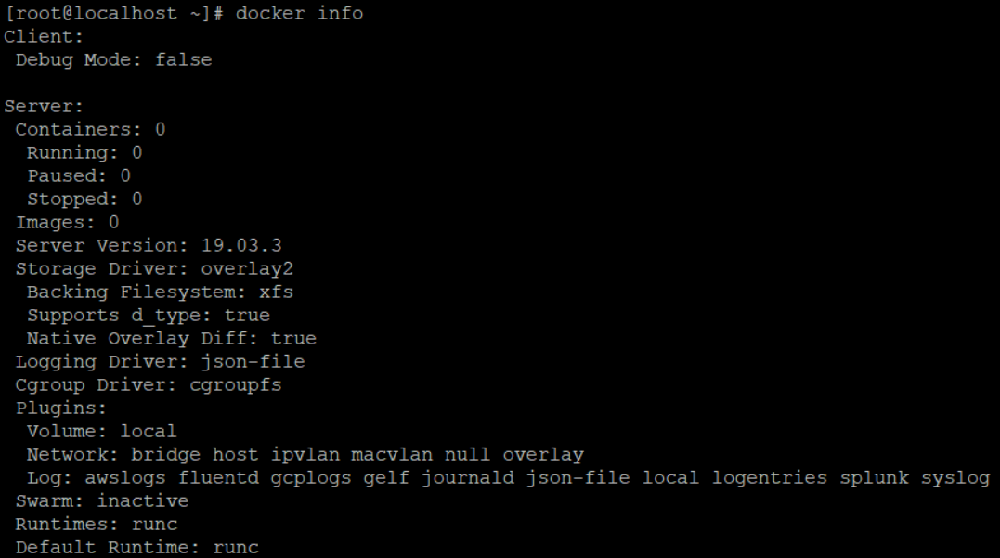 [root@localhost ~]# docker info
Client:
 Debug Mode: false

Server:
 Containers: 0
  Running: 0
  Paused: 0
  Stopped: 0
 Images: 0
 Server Version: 19.03.3
 Storage Driver: overlay2
  Backing Filesystem: xfs
  Supports d_type: true
  Native Overlay Diff: true
 Logging Driver: json-file
 Cgroup Driver: cgroupfs
 Plugins:
  Volume: local
  Network: bridge host ipvlan macvlan null overlay
  Log: awslogs fluentd gcplogs gelf journald json-file local logentries splunk syslog
 Swarm: inactive
 Runtimes: runc
 Default Runtime: runc